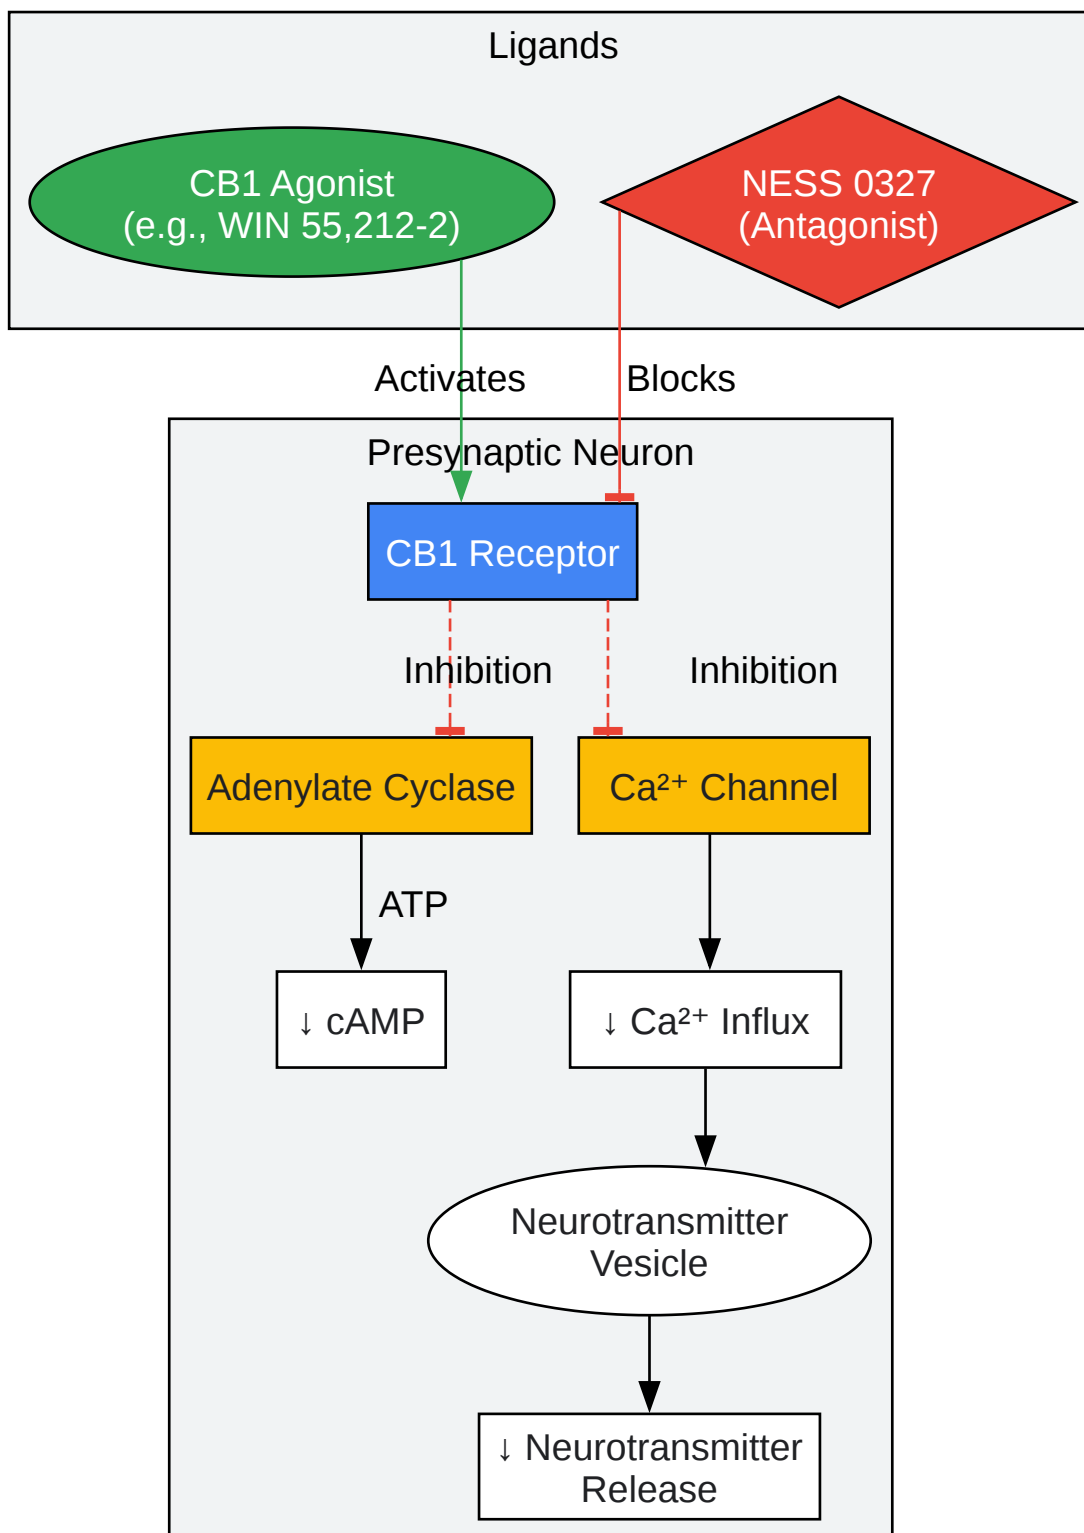 Ligands
CB1 Agonist
(e.g., WIN 55,212-2)
NESS 0327
(Antagonist)
Activates
Blocks
Presynaptic Neuron
CB1 Receptor
Inhibition
Inhibition
Adenylate Cyclase
Ca²⁺ Channel
ATP
↓ cAMP
↓ Ca²⁺ Influx
Neurotransmitter
Vesicle
↓ Neurotransmitter
Release